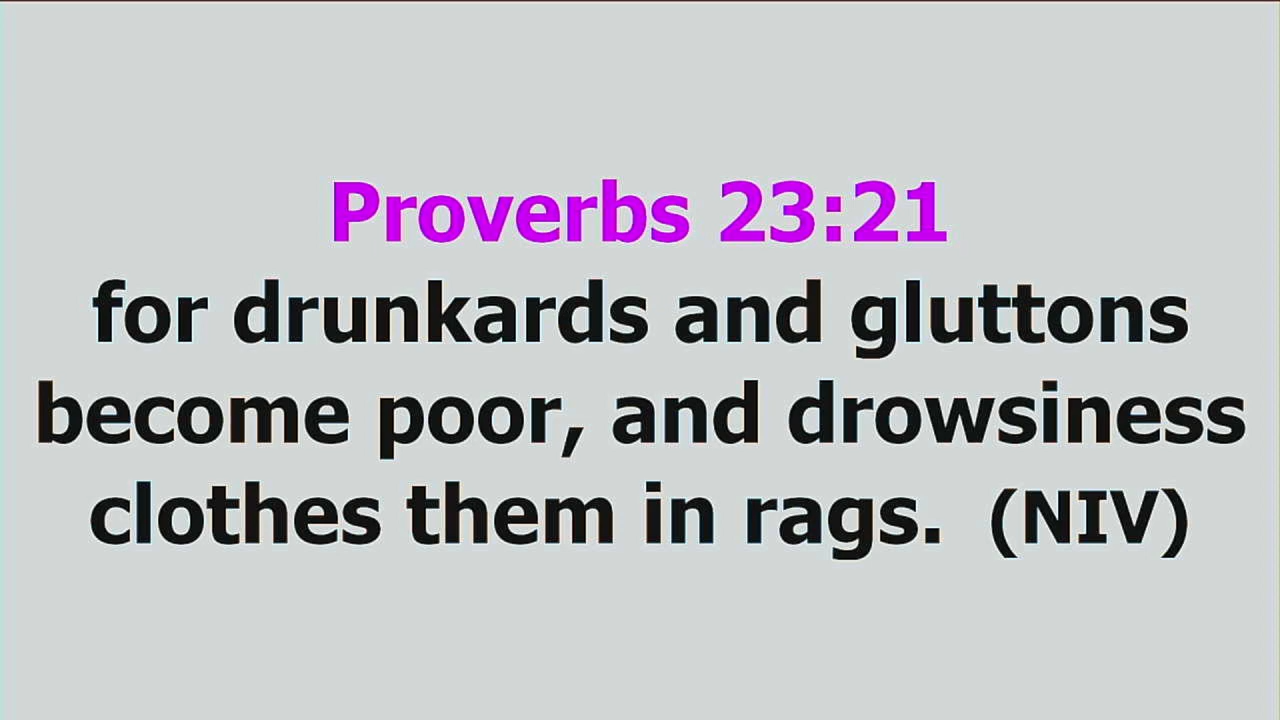 Proverbs 23:21
for drunkards and gluttons
become poor, and drowsiness
clothes them in rags.  (NIV)